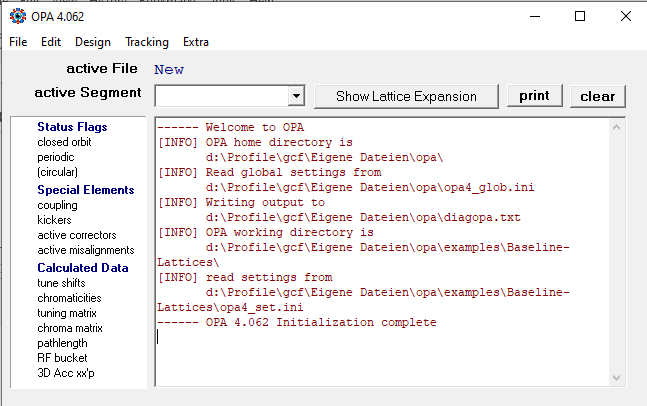 OPA 4.062
File Edit Design Tracking Extra
active File New
active Segment Show Lattice Expansion print clear
Status Flags
closed orbit
periodic
(circular)
Special Elements
coupling
kickers
active correctors
active misalignments
Calculated Data
tune shifts
chromaticities
tuning matrix
chroma matrix
pathlength
RF bucket
3D Acc xx'p
------ Welcome to OPA
[INFO] OPA home directory is
d:\Profile\gcf\Eigene Dateien\opa\
[INFO] Read global settings from
d:\Profile\gcf\Eigene Dateien\opa\opa4_glob.ini
[INFO] Writing output to
d:\Profile\gcf\Eigene Dateien\opa\diagopa.txt
[INFO] OPA working directory is
d:\Profile\gcf\Eigene Dateien\opa\examples\Baseline-
Lattices\
[INFO] read settings from
d:\Profile\gcf\Eigene Dateien\opa\examples\Baseline-
Lattices\opa4_set.ini
------ OPA 4.062 Initialization complete